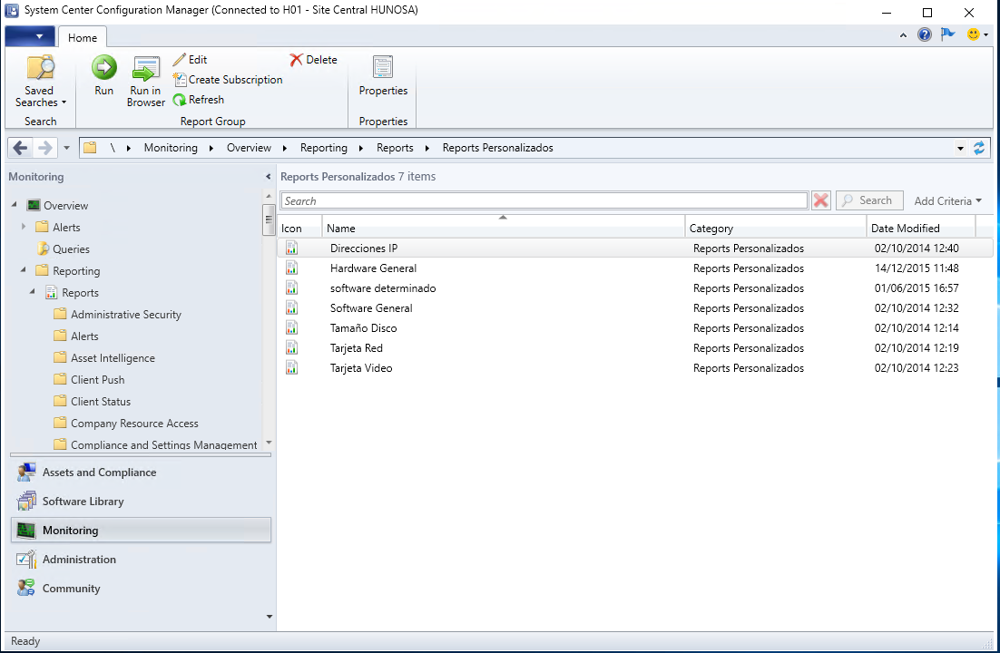 System Center Configuration Manager (Connected to H01 - Site Central HUNOSA)
Home
Saved Searches
Run
Run in Browser
Edit
Create Subscription
Refresh
Delete
Properties
Search
Report Group
Properties
\ Monitoring Overview Reporting Reports Reports Personalizados
Monitoring
Overview
Alerts
Queries
Reporting
Reports
Administrative Security
Alerts
Asset Intelligence
Client Push
Client Status
Company Resource Access
Compliance and Settings Management
Assets and Compliance
Software Library
Monitoring
Administration
Community
Reports Personalizados 7 items
Search Search Add Criteria
Icon Name Category Date Modified
Direcciones IP Reports Personalizados 02/10/2014 12:40
Hardware General Reports Personalizados 14/12/2015 11:48
software determinado Reports Personalizados 01/06/2015 16:57
Software General Reports Personalizados 02/10/2014 12:32
Tamaño Disco Reports Personalizados 02/10/2014 12:14
Tarjeta Red Reports Personalizados 02/10/2014 12:19
Tarjeta Video Reports Personalizados 02/10/2014 12:23
Ready